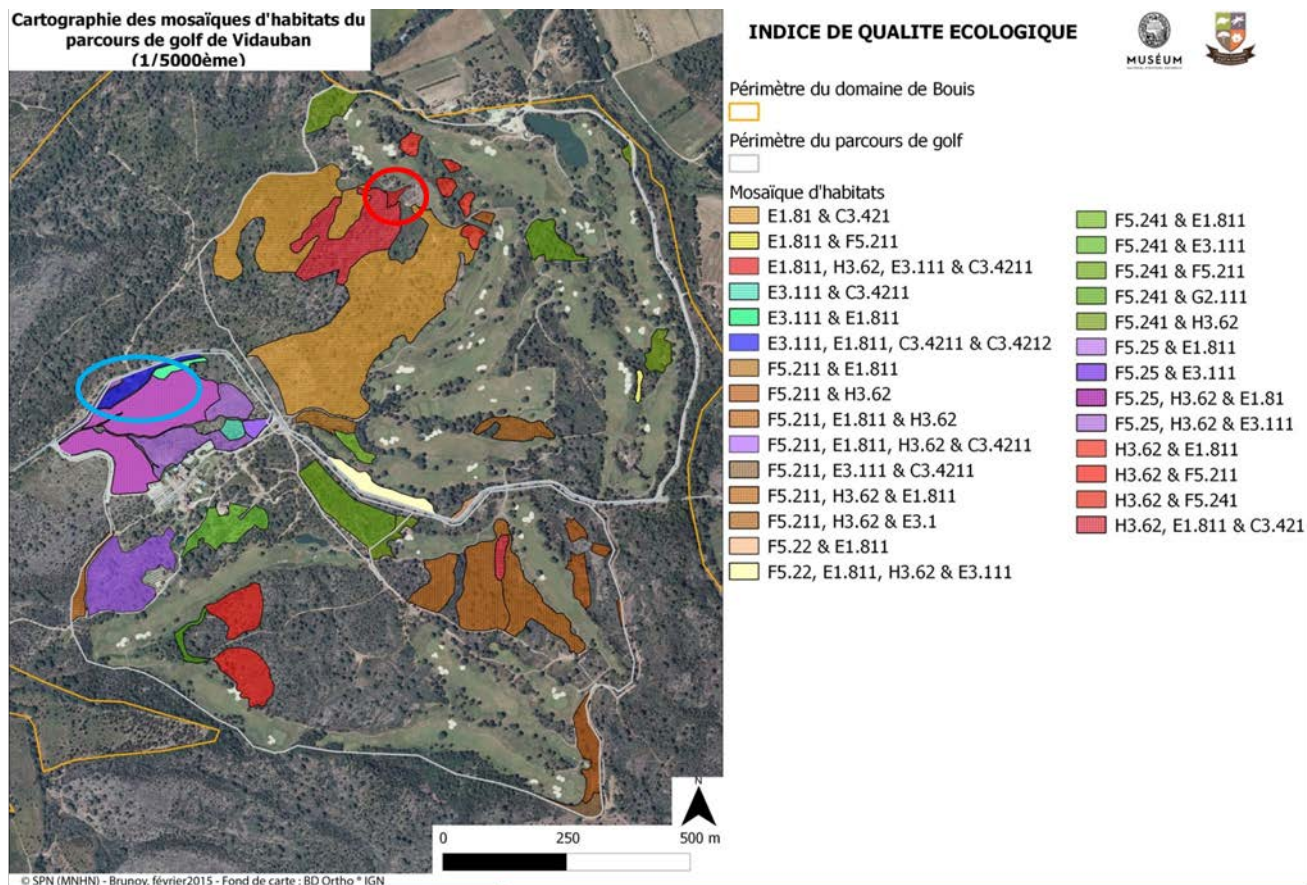 Cartographie des mosaïques d'habitats du
parcours de golf de Vidauban
(1/5000ème)
INDICE DE QUALITE ECOLOGIQUE
MUSÉUM
Périmètre du domaine de Bouis
Périmètre du parcours de golf
Mosaïque d'habitats
E1.81 & C3.421
E1.811 & F5.211
E1.811, H3.62, E3.111 & C3.4211
E3.111 & C3.4211
E3.111 & E1.811
E3.111, E1.811, C3.4211 & C3.4212
F5.211 & E1.811
F5.211 & H3.62
F5.211, E1.811 & H3.62
F5.211, E1.811, H3.62 & C3.4211
F5.211, E3.111 & C3.4211
F5.211, H3.62 & E1.811
F5.211, H3.62 & E3.1
F5.22 & E1.811
F5.22, E1.811, H3.62 & E3.111
F5.241 & E1.811
F5.241 & E3.111
F5.241 & F5.211
F5.241 & G2.111
F5.241 & H3.62
F5.25 & E1.811
F5.25 & E3.111
F5.25, H3.62 & E1.81
F5.25, H3.62 & E3.111
H3.62 & E1.811
H3.62 & F5.211
H3.62 & F5.241
H3.62, E1.811 & C3.421
N
0 250 500 m
© SPN (MNHN) - Brunoy, février2015 - Fond de carte : BD Ortho ® IGN